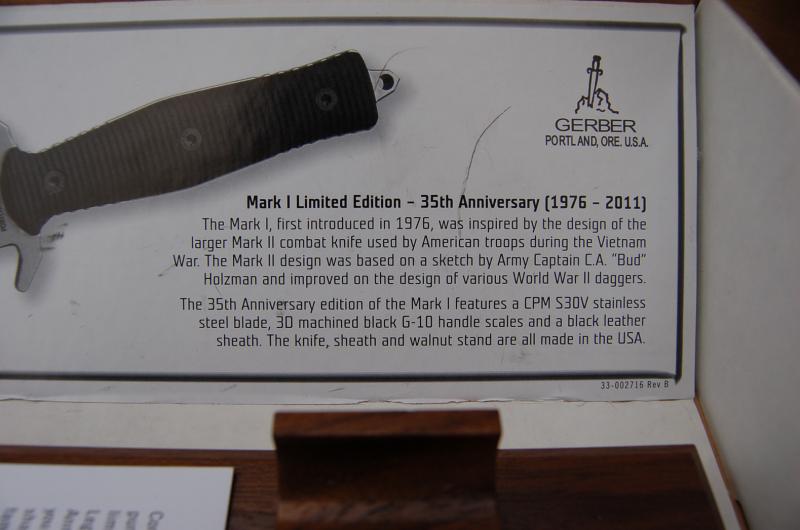 GERBER
PORTLAND, ORE. U.S.A.
Mark I Limited Edition – 35th Anniversary (1976 – 2011)
The Mark I, first introduced in 1976, was inspired by the design of the
larger Mark II combat knife used by American troops during the Vietnam
War. The Mark II design was based on a sketch by Army Captain C.A. "Bud"
Holzman and improved on the design of various World War II daggers.
The 35th Anniversary edition of the Mark I features a CPM S30V stainless
steel blade, 3D machined black G-10 handle scales and a black leather
sheath. The knife, sheath and walnut stand are all made in the USA.
33-002716 Rev B